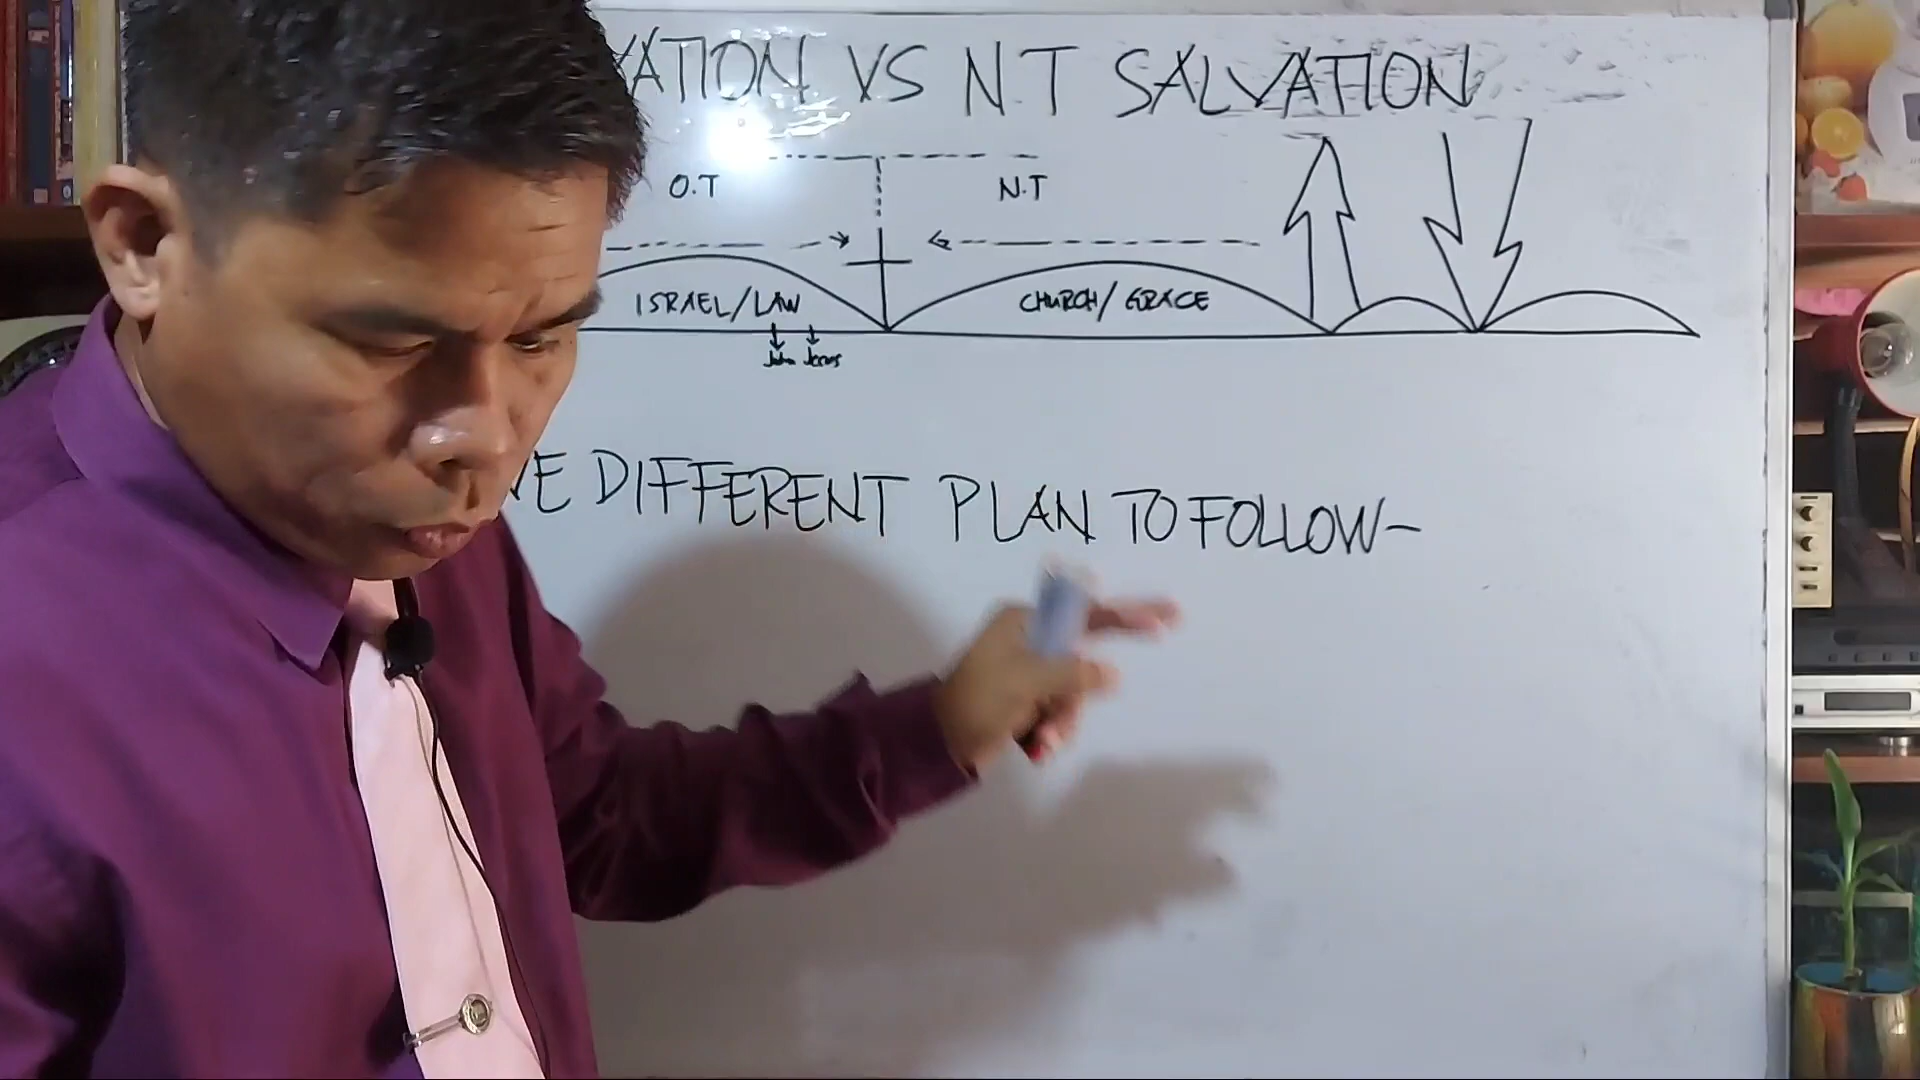 VATION VS N.T SALVATION
O.T N.T
ISRAEL/LAW CHURCH/GRACE
John Jesus
VE DIFFERENT PLAN TO FOLLOW-